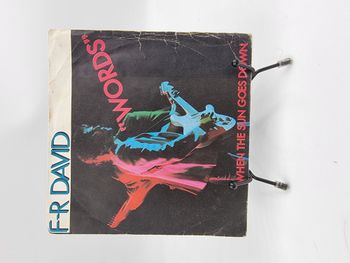 F-R DAVID
"WORDS"
WHEN THE SUN GOES DOWN